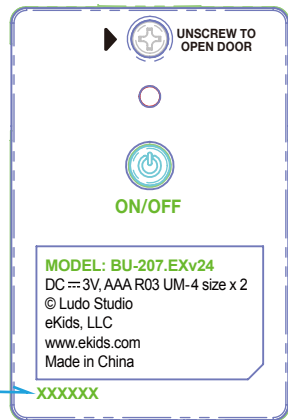 UNSCREW TO
OPEN DOOR
ON/OFF
MODEL: BU-207.EXv24
DC ⎓ 3V, AAA R03 UM-4 size x 2
© Ludo Studio
eKids, LLC
www.ekids.com
Made in China
XXXXXX